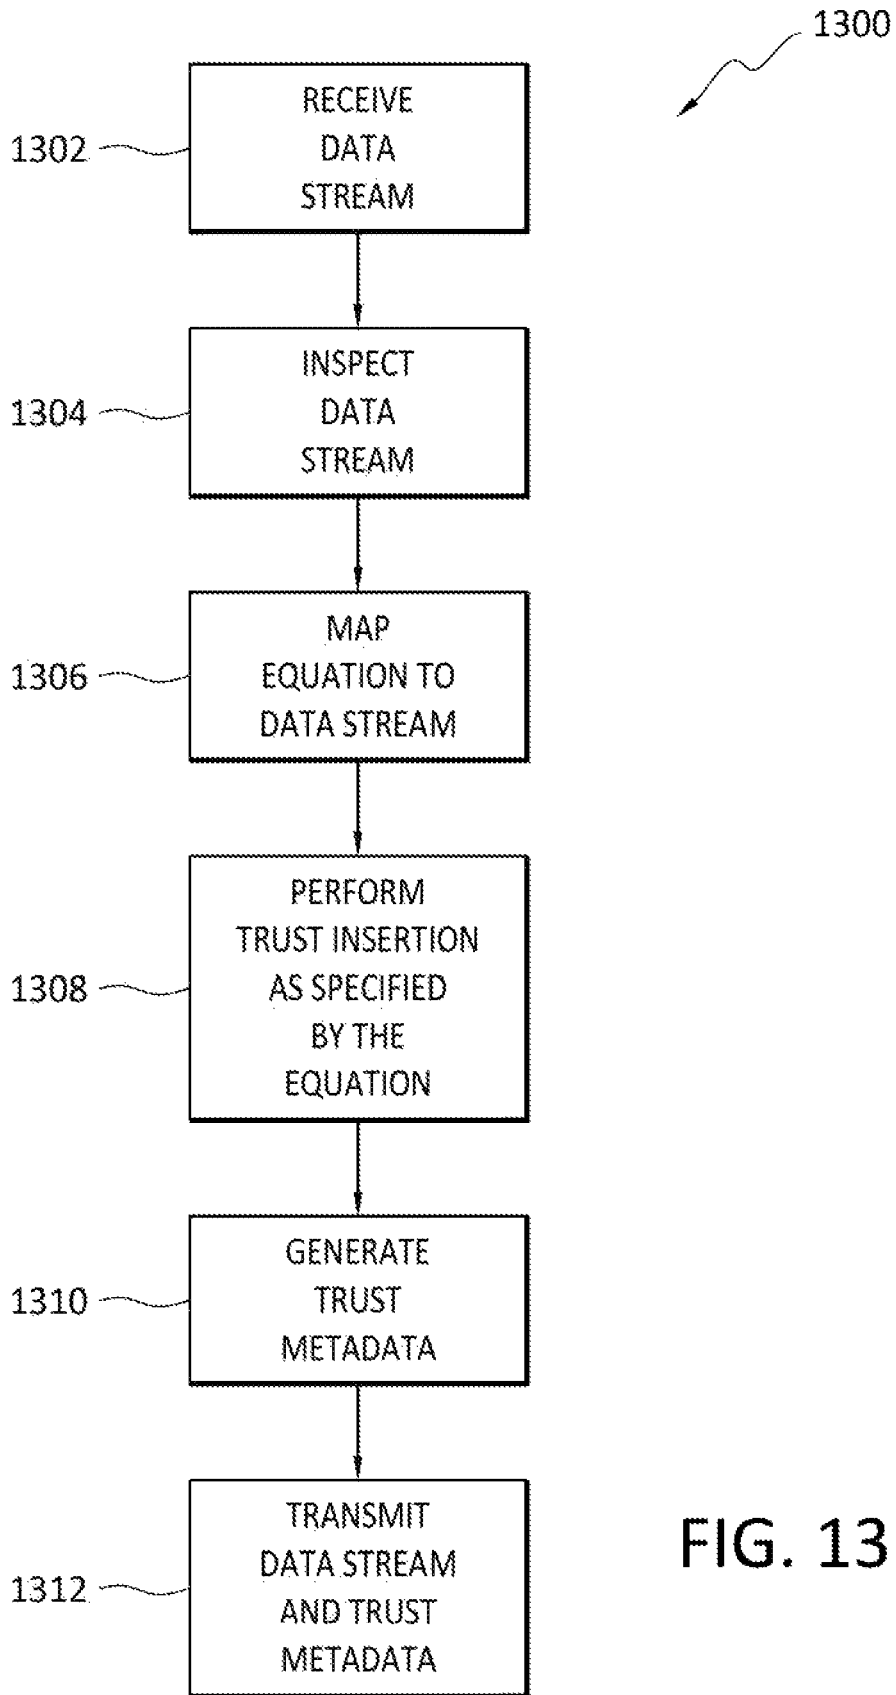 1300
1302
RECEIVE
DATA
STREAM
1304
INSPECT
DATA
STREAM
1306
MAP
EQUATION TO
DATA STREAM
1308
PERFORM
TRUST INSERTION
AS SPECIFIED
BY THE
EQUATION
1310
GENERATE
TRUST
METADATA
1312
TRANSMIT
DATA STREAM
AND TRUST
METADATA
FIG. 13